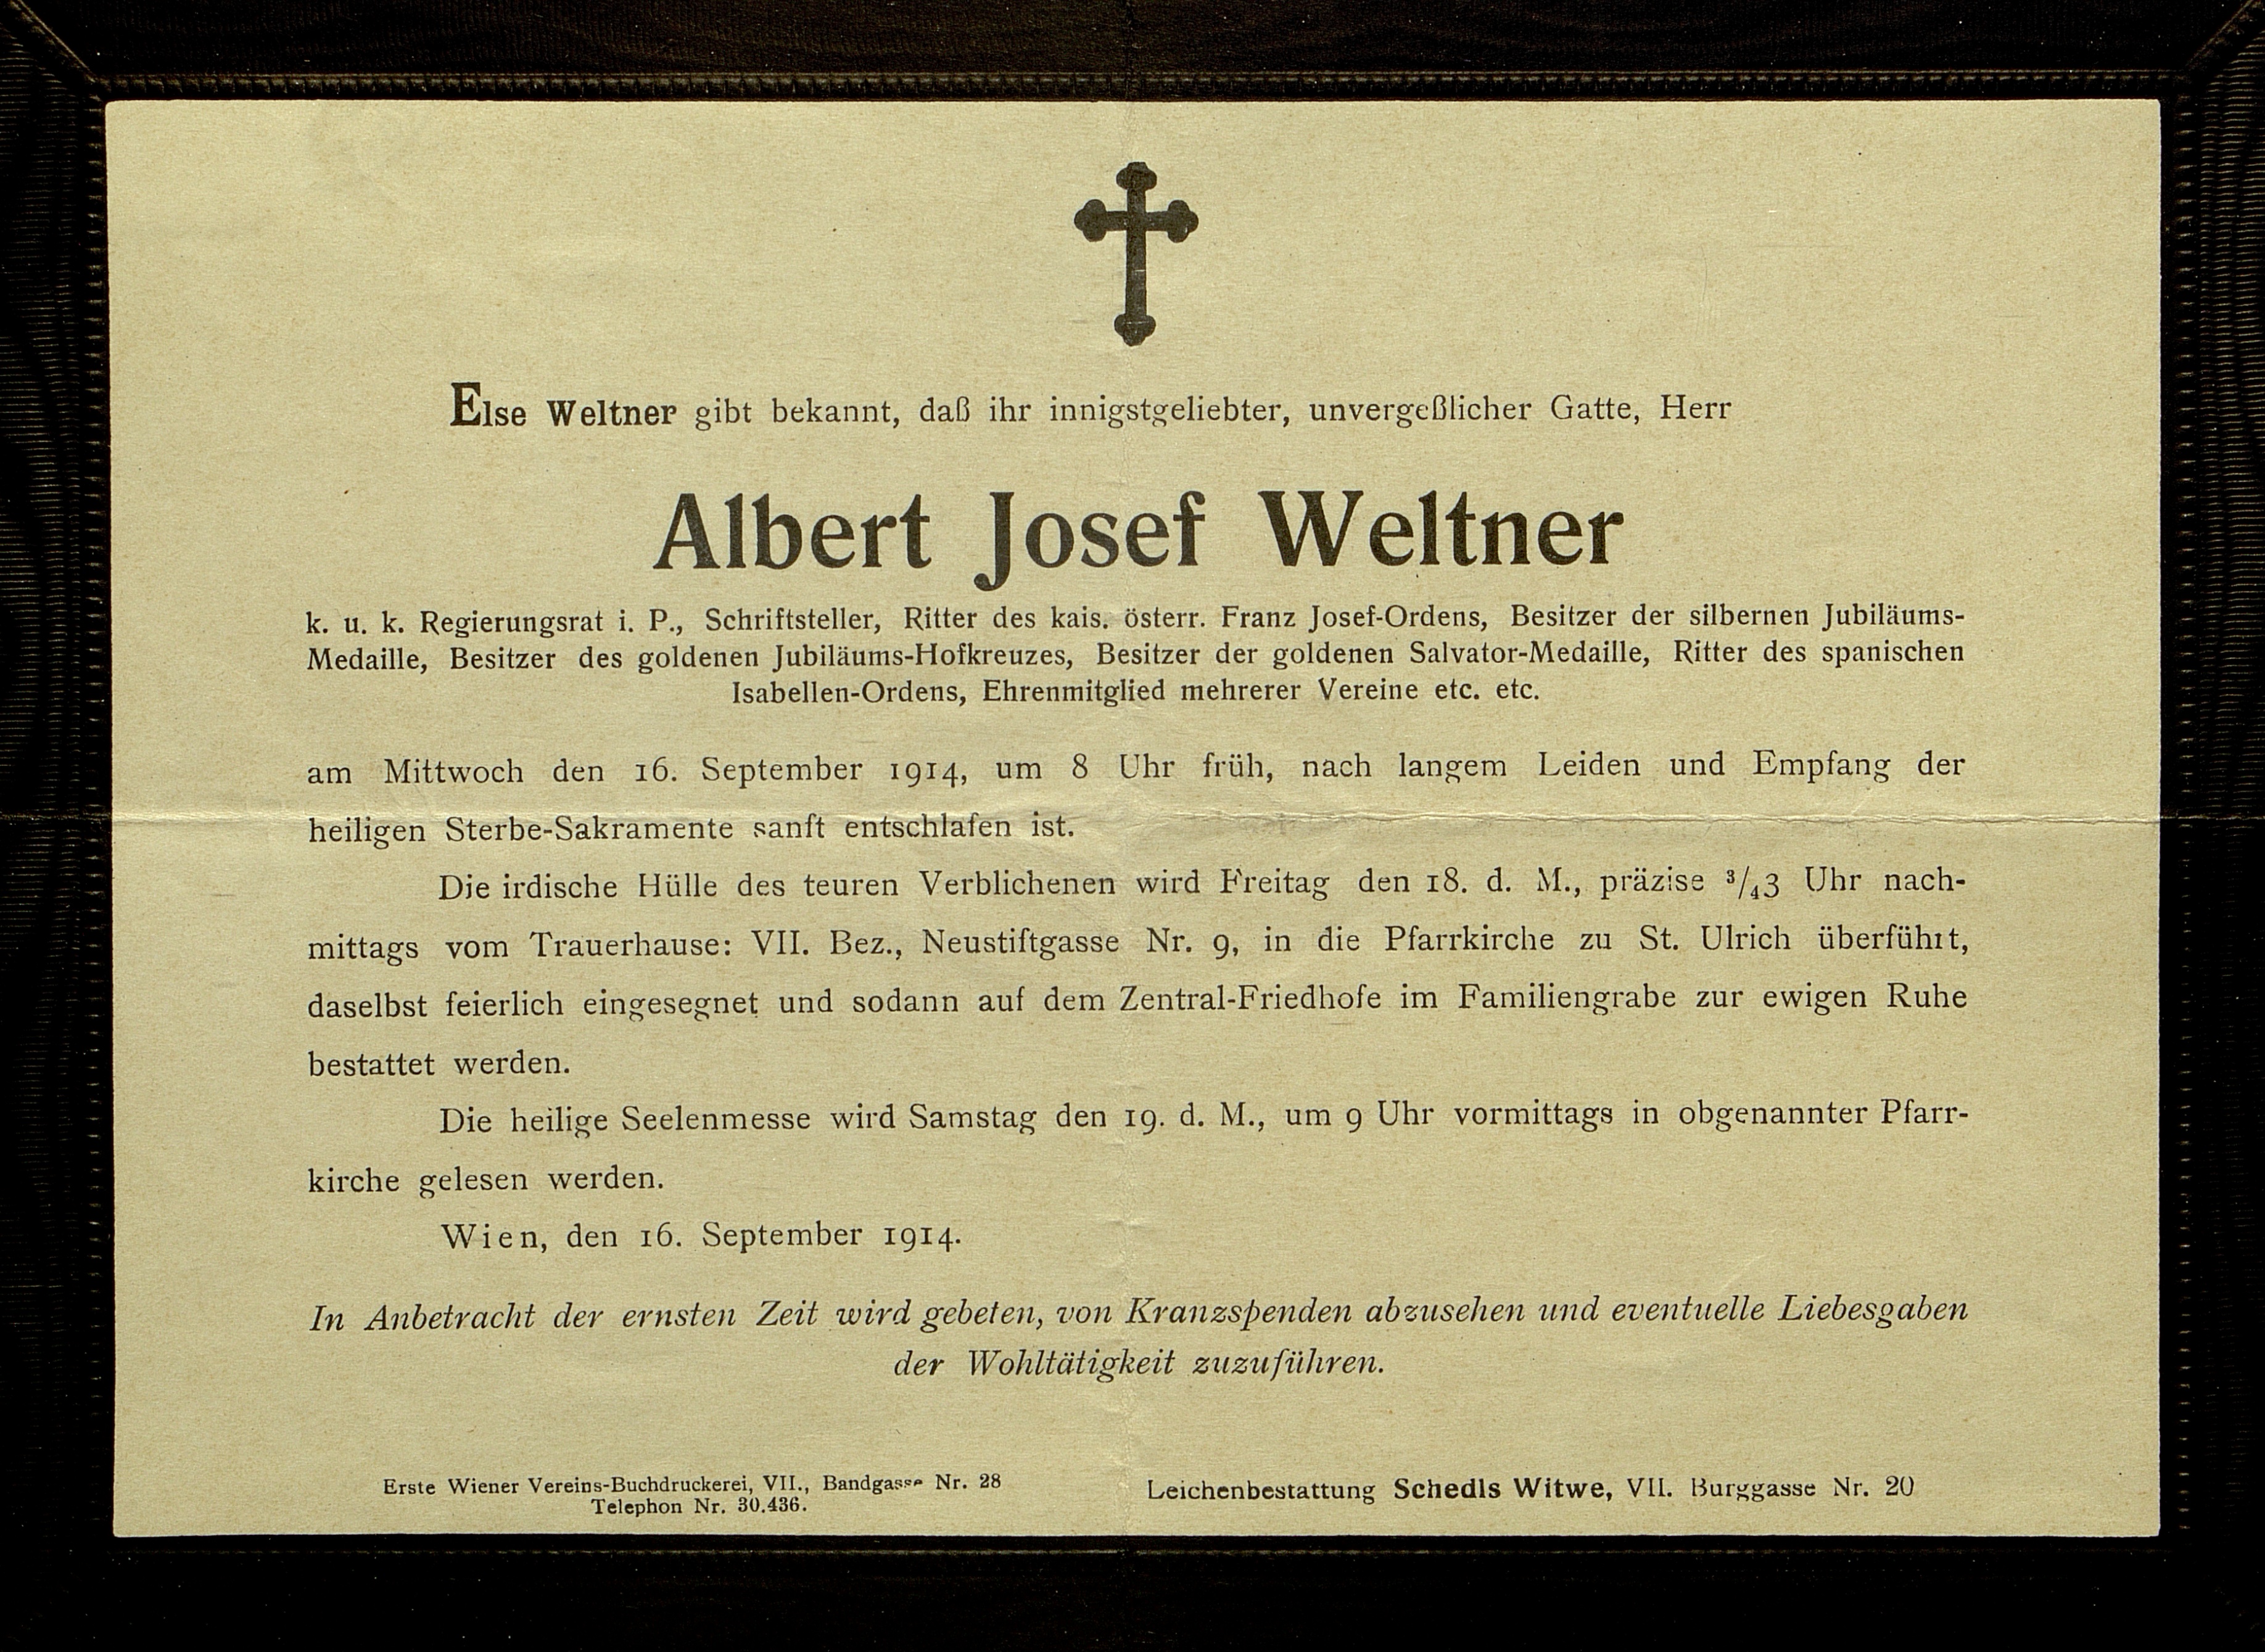 Else Weltner gibt bekannt, daß ihr innigstgeliebter, unvergeßlicher Gatte, Herr
Albert Josef Weltner
k. u. k. Regierungsrat i. P., Schriftsteller, Ritter des kais. österr. Franz Josef-Ordens, Besitzer der silbernen Jubiläums-
Medaille, Besitzer des goldenen Jubiläums-Hofkreuzes, Besitzer der goldenen Salvator-Medaille, Ritter des spanischen
Isabellen-Ordens, Ehrenmitglied mehrerer Vereine etc. etc.
am Mittwoch den 16. September 1914, um 8 Uhr früh, nach langem Leiden und Empfang der
heiligen Sterbe-Sakramente sanft entschlafen ist.
Die irdische Hülle des teuren Verblichenen wird Freitag den 18. d. M., präzise ³/₄3 Uhr nach-
mittags vom Trauerhause: VII. Bez., Neustiftgasse Nr. 9, in die Pfarrkirche zu St. Ulrich überführt,
daselbst feierlich eingesegnet und sodann auf dem Zentral-Friedhofe im Familiengrabe zur ewigen Ruhe
bestattet werden.
Die heilige Seelenmesse wird Samstag den 19. d. M., um 9 Uhr vormittags in obgenannter Pfarr-
kirche gelesen werden.
Wien, den 16. September 1914.
In Anbetracht der ernsten Zeit wird gebeten, von Kranzspenden abzusehen und eventuelle Liebesgaben
der Wohltätigkeit zuzuführen.
Erste Wiener Vereins-Buchdruckerei, VII., Bandgasse Nr. 28
Telephon Nr. 30.436.
Leichenbestattung Schedls Witwe, VII. Burggasse Nr. 20